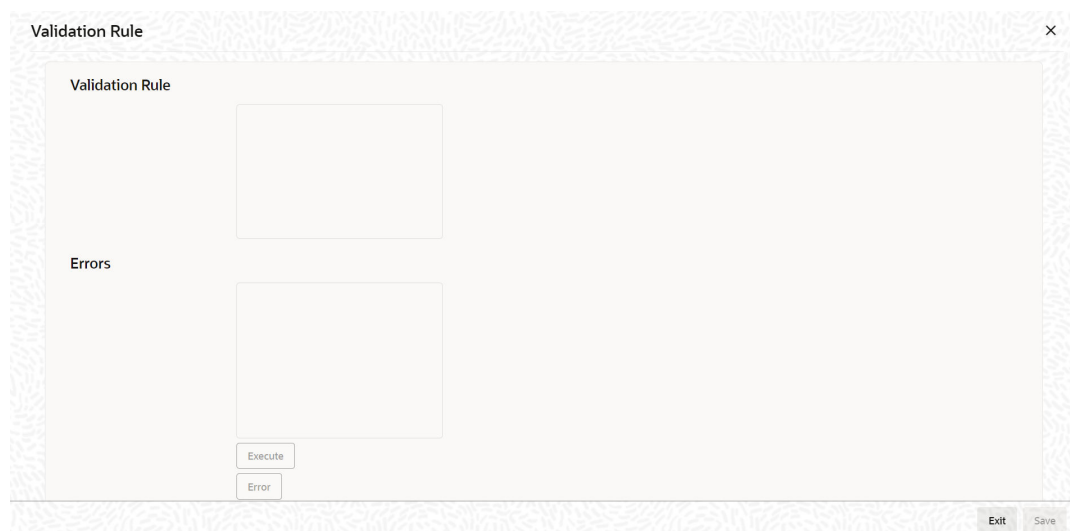 Validation Rule
Validation Rule
Errors
Execute
Error
Exit Save